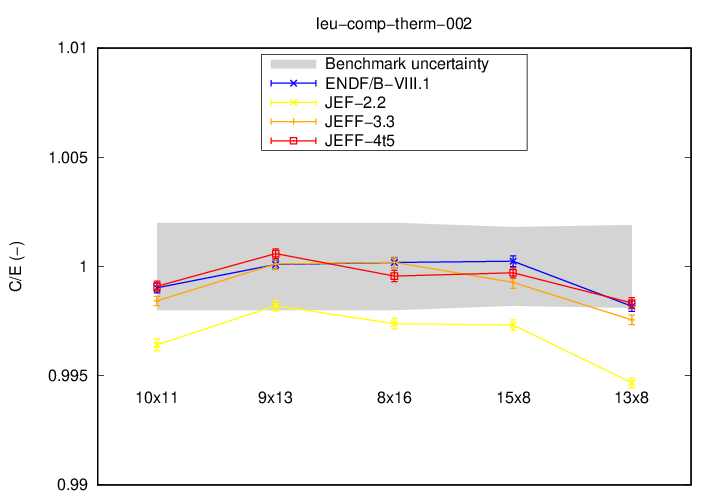 leu−comp−therm−002
1.01
1.005
1
0.995
0.99
C/E (−)
Benchmark uncertainty
ENDF/B−VIII.1
JEF−2.2
JEFF−3.3
JEFF−4t5
10x11 9x13 8x16 15x8 13x8